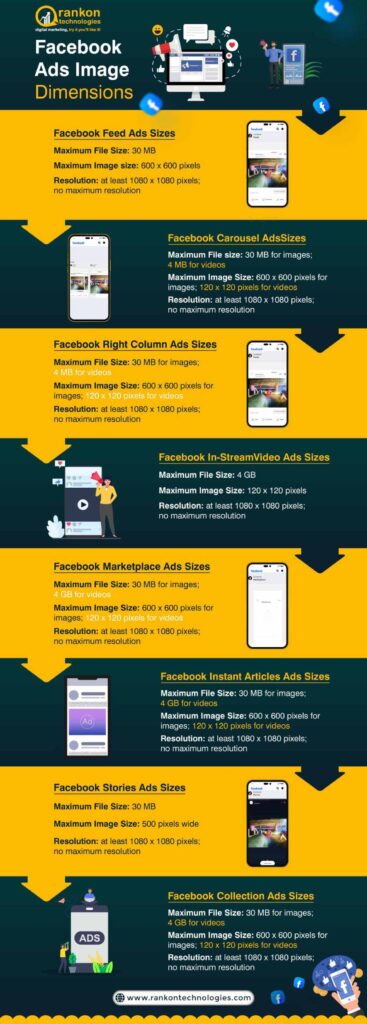 rankon
technologies
digital marketing, try it you'll like it!
Facebook
Ads Image
Dimensions
Facebook Feed Ads Sizes
Maximum File Size: 30 MB
Maximum Image size: 600 x 600 pixels
Resolution: at least 1080 x 1080 pixels;
no maximum resolution
Facebook Carousel AdsSizes
Maximum File size: 30 MB for images;
4 MB for videos
Maximum Image Size: 600 x 600 pixels for
images; 120 x 120 pixels for videos
Resolution: at least 1080 x 1080 pixels;
no maximum resolution
Facebook Right Column Ads Sizes
Maximum File Size: 30 MB for images;
4 MB for videos
Maximum Image Size: 600 x 600 pixels for
images; 120 x 120 pixels for videos
Resolution: at least 1080 x 1080 pixels;
no maximum resolution
Facebook In-StreamVideo Ads Sizes
Maximum File Size: 4 GB
Maximum Image Size: 120 x 120 pixels
Resolution: at least 1080 x 1080 pixels;
no maximum resolution
Facebook Marketplace Ads Sizes
Maximum File Size: 30 MB for images;
4 GB for videos
Maximum Image Size: 600 x 600 pixels for
images; 120 x 120 pixels for videos
Resolution: at least 1080 x 1080 pixels;
no maximum resolution
Facebook Instant Articles Ads Sizes
Maximum File Size: 30 MB for images;
4 GB for videos
Maximum Image Size: 600 x 600 pixels for
images; 120 x 120 pixels for videos
Resolution: at least 1080 x 1080 pixels;
no maximum resolution
Ad
Facebook Stories Ads Sizes
Maximum File Size: 30 MB
Maximum Image Size: 500 pixels wide
Resolution: at least 1080 x 1080 pixels;
no maximum resolution
Facebook Collection Ads Sizes
Maximum File Size: 30 MB for images;
4 GB for videos
Maximum Image Size: 600 x 600 pixels for
images; 120 x 120 pixels for videos
Resolution: at least 1080 x 1080 pixels;
no maximum resolution
ADS
www.rankontechnologies.com